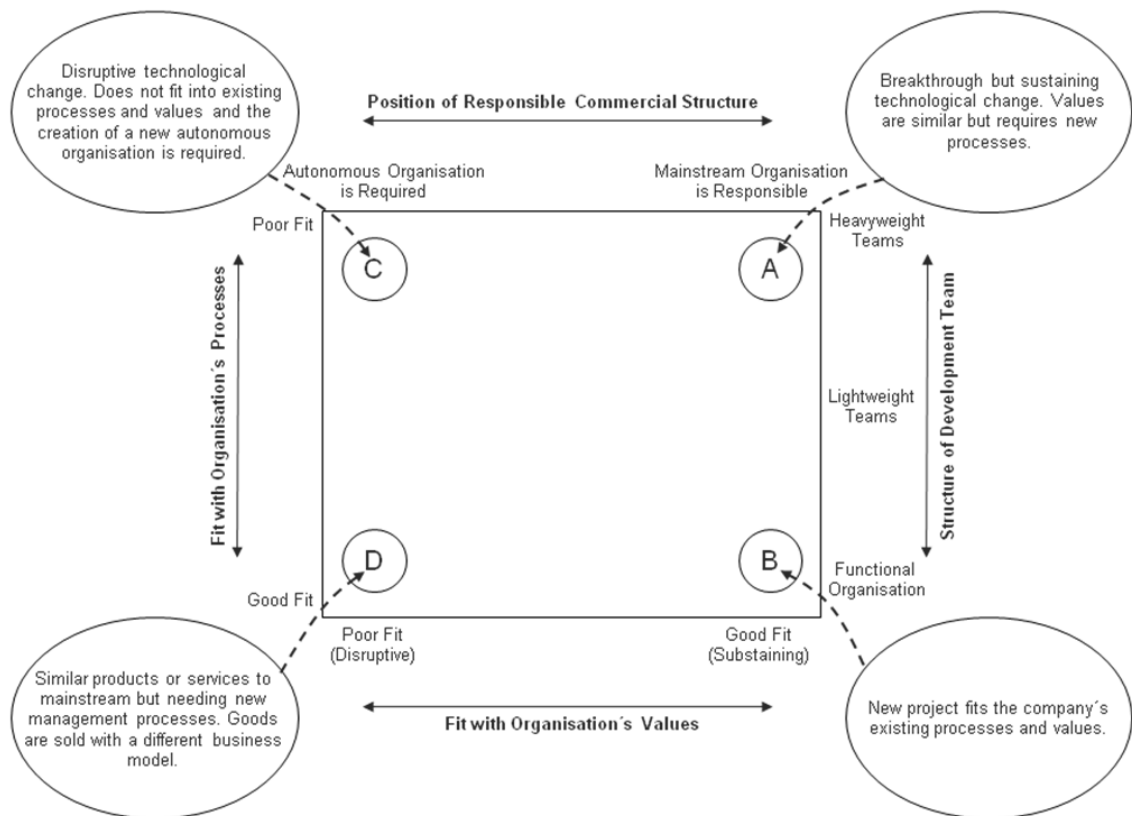 Disruptive technological
change. Does not fit into existing
processes and values and the
creation of a new autonomous
organisation is required.
Position of Responsible Commercial Structure
Breakthrough but sustaining
technological change. Values
are similar but requires new
processes.
Autonomous Organisation
is Required
Mainstream Organisation
is Responsible
Poor Fit
Heavyweight
Teams
C
A
Fit with Organisation´s Processes
Lightweight
Teams
Structure of Development Team
D
B
Good Fit
Functional
Organisation
Poor Fit
(Disruptive)
Good Fit
(Substaining)
Similar products or services to
mainstream but needing new
management processes. Goods
are sold with a different business
model.
Fit with Organisation´s Values
New project fits the company´s
existing processes and values.